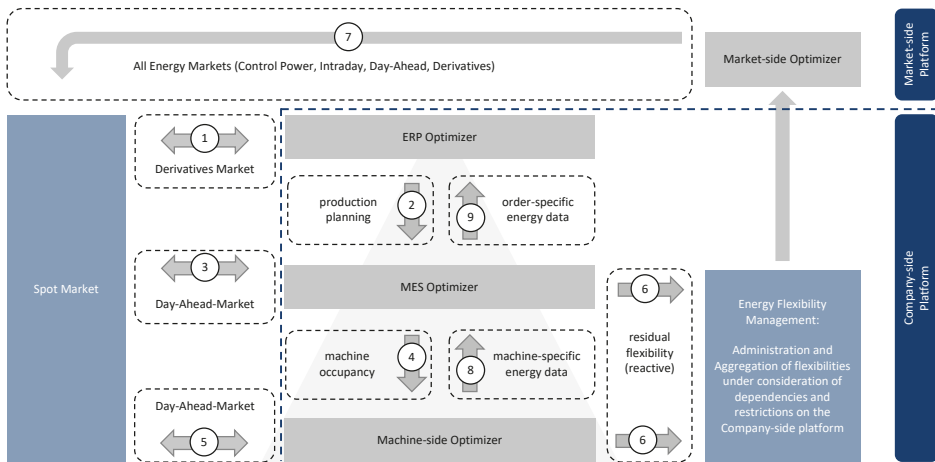 7
All Energy Markets (Control Power, Intraday, Day-Ahead, Derivatives)
Market-side Optimizer
Market-side
Platform
1
Derivatives Market
ERP Optimizer
production
planning
2
9
order-specific
energy data
Spot Market
3
Day-Ahead-Market
MES Optimizer
6
residual
flexibility
(reactive)
machine
occupancy
4
8
machine-specific
energy data
Day-Ahead-Market
5
Machine-side Optimizer
6
Energy Flexibility
Management:
Administration and
Aggregation of flexibilities
under consideration of
dependencies and
restrictions on the
Company-side platform
Company-side
Platform